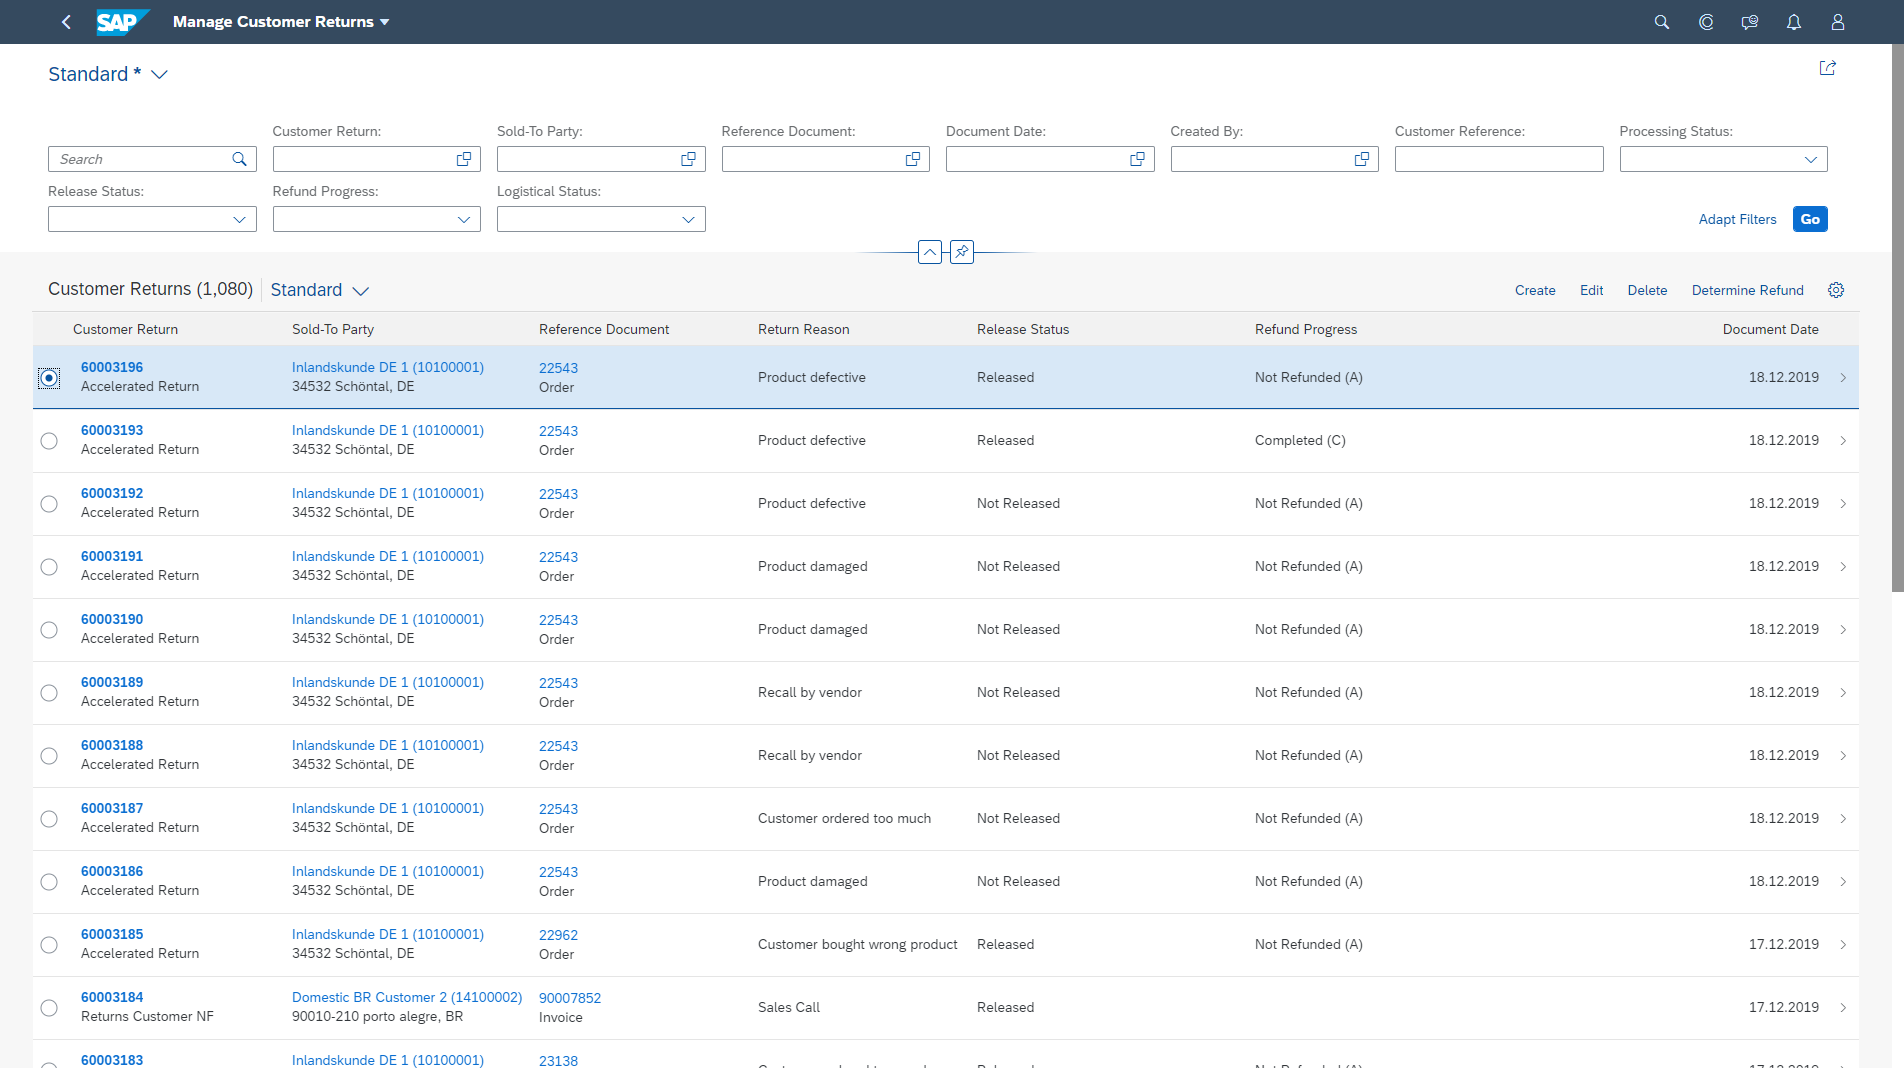 SAP Manage Customer Returns
Standard *
Customer Return: Sold-To Party: Reference Document: Document Date: Created By: Customer Reference: Processing Status:
Search
Release Status: Refund Progress: Logistical Status:
Adapt Filters Go
Customer Returns (1,080) Standard Create Edit Delete Determine Refund
Customer Return Sold-To Party Reference Document Return Reason Release Status Refund Progress Document Date
60003196 Inlandskunde DE 1 (10100001) 22543
Product defective Released Not Refunded (A) 18.12.2019
Accelerated Return 34532 Schöntal, DE Order
60003193 Inlandskunde DE 1 (10100001) 22543
Product defective Released Completed (C) 18.12.2019
Accelerated Return 34532 Schöntal, DE Order
60003192 Inlandskunde DE 1 (10100001) 22543
Product defective Not Released Not Refunded (A) 18.12.2019
Accelerated Return 34532 Schöntal, DE Order
60003191 Inlandskunde DE 1 (10100001) 22543
Product damaged Not Released Not Refunded (A) 18.12.2019
Accelerated Return 34532 Schöntal, DE Order
60003190 Inlandskunde DE 1 (10100001) 22543
Product damaged Not Released Not Refunded (A) 18.12.2019
Accelerated Return 34532 Schöntal, DE Order
60003189 Inlandskunde DE 1 (10100001) 22543
Recall by vendor Not Released Not Refunded (A) 18.12.2019
Accelerated Return 34532 Schöntal, DE Order
60003188 Inlandskunde DE 1 (10100001) 22543
Recall by vendor Not Released Not Refunded (A) 18.12.2019
Accelerated Return 34532 Schöntal, DE Order
60003187 Inlandskunde DE 1 (10100001) 22543
Customer ordered too much Not Released Not Refunded (A) 18.12.2019
Accelerated Return 34532 Schöntal, DE Order
60003186 Inlandskunde DE 1 (10100001) 22543
Product damaged Not Released Not Refunded (A) 18.12.2019
Accelerated Return 34532 Schöntal, DE Order
60003185 Inlandskunde DE 1 (10100001) 22962
Customer bought wrong product Released Not Refunded (A) 17.12.2019
Accelerated Return 34532 Schöntal, DE Order
60003184 Domestic BR Customer 2 (14100002) 90007852
Sales Call Released 17.12.2019
Returns Customer NF 90010-210 porto alegre, BR Invoice
60003183 Inlandskunde DE 1 (10100001) 23138